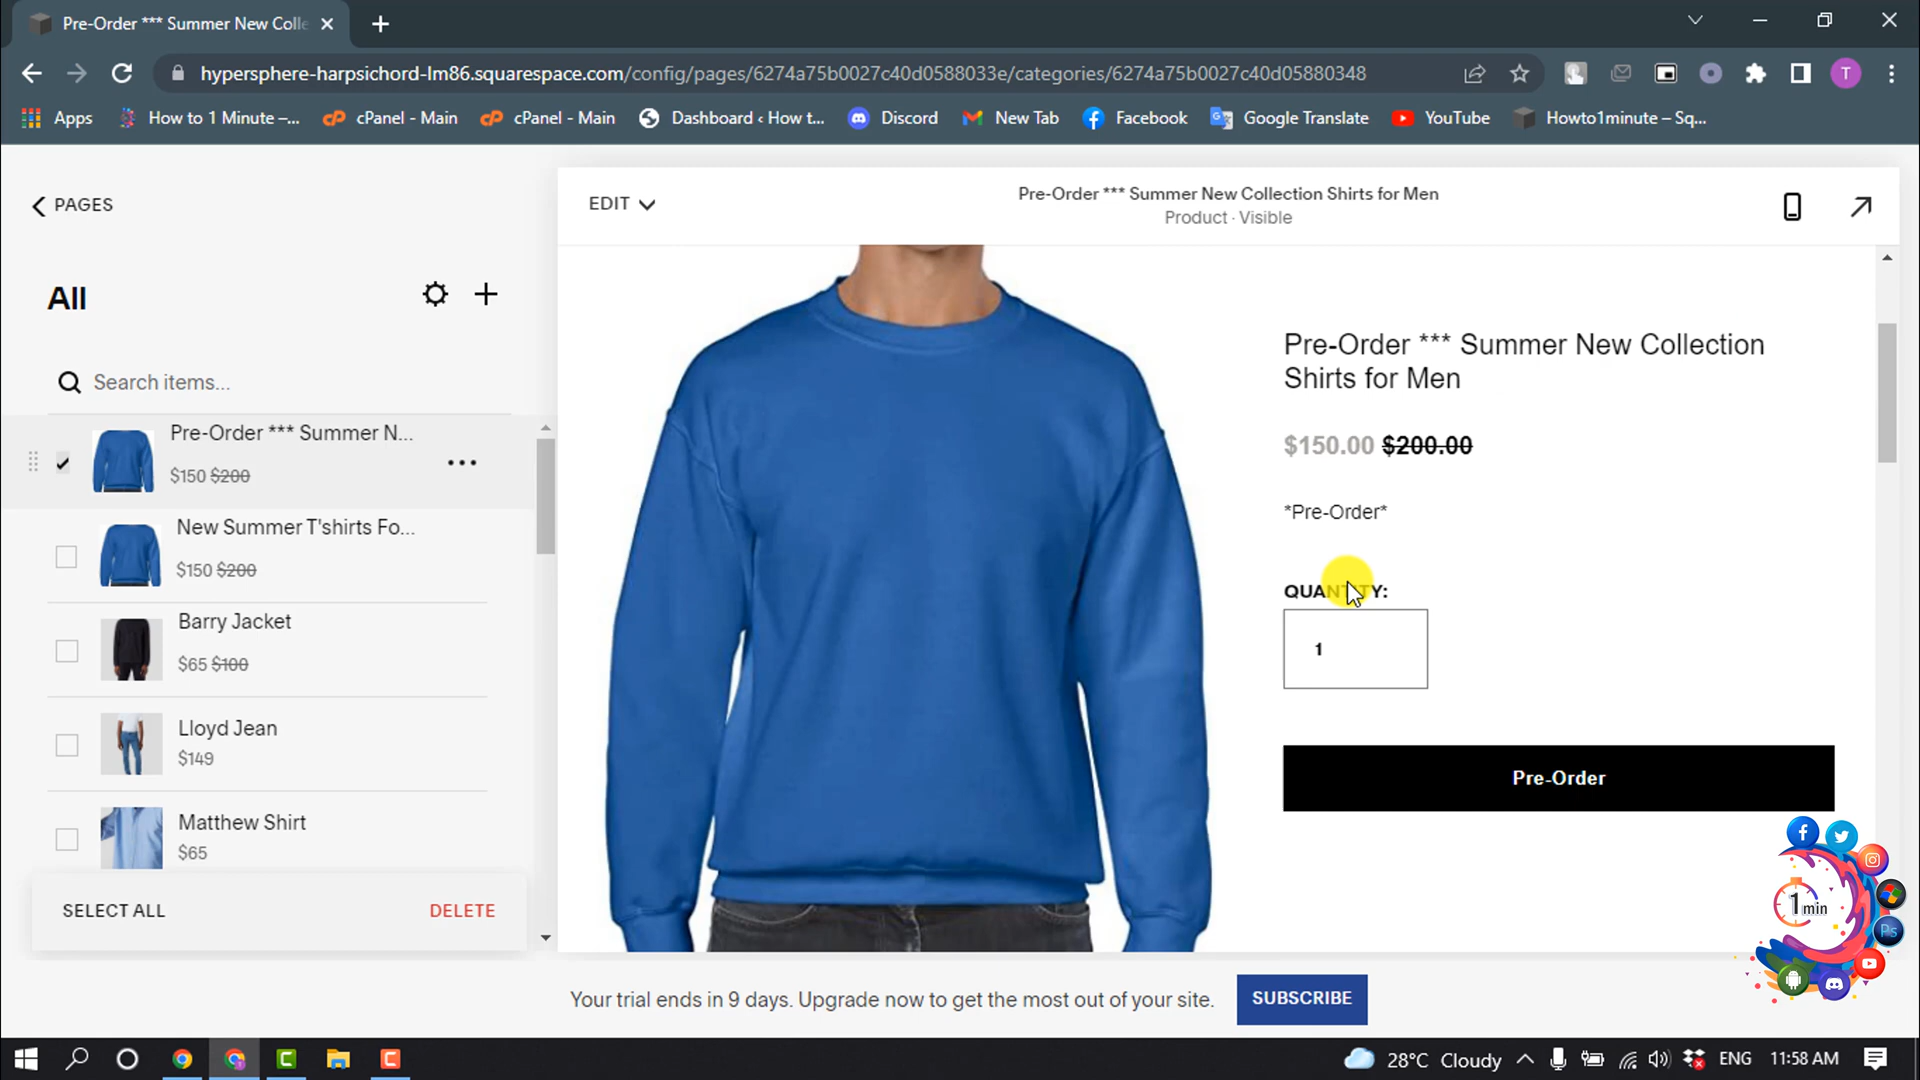 Pre-Order *** Summer New Colle
hypersphere-harpsichord-lm86.squarespace.com/config/pages/6274a75b0027c40d0588033e/categories/6274a75b0027c40d05880348
T
Apps
How to 1 Minute –...
cPanel - Main
cPanel - Main
Dashboard ‹ How t...
Discord
New Tab
Facebook
Google Translate
YouTube
Howto1minute – Sq...
PAGES
EDIT
Pre-Order *** Summer New Collection Shirts for Men
Product · Visible
All
Search items...
Pre-Order *** Summer N...
$150 $200
New Summer T'shirts Fo...
$150 $200
Barry Jacket
$65 $100
Lloyd Jean
$149
Matthew Shirt
$65
SELECT ALL
DELETE
Pre-Order *** Summer New Collection
Shirts for Men
$150.00 $200.00
*Pre-Order*
QUANTITY:
1
Pre-Order
1 min
Ps
Your trial ends in 9 days. Upgrade now to get the most out of your site.
SUBSCRIBE
28°C Cloudy
ENG
11:58 AM